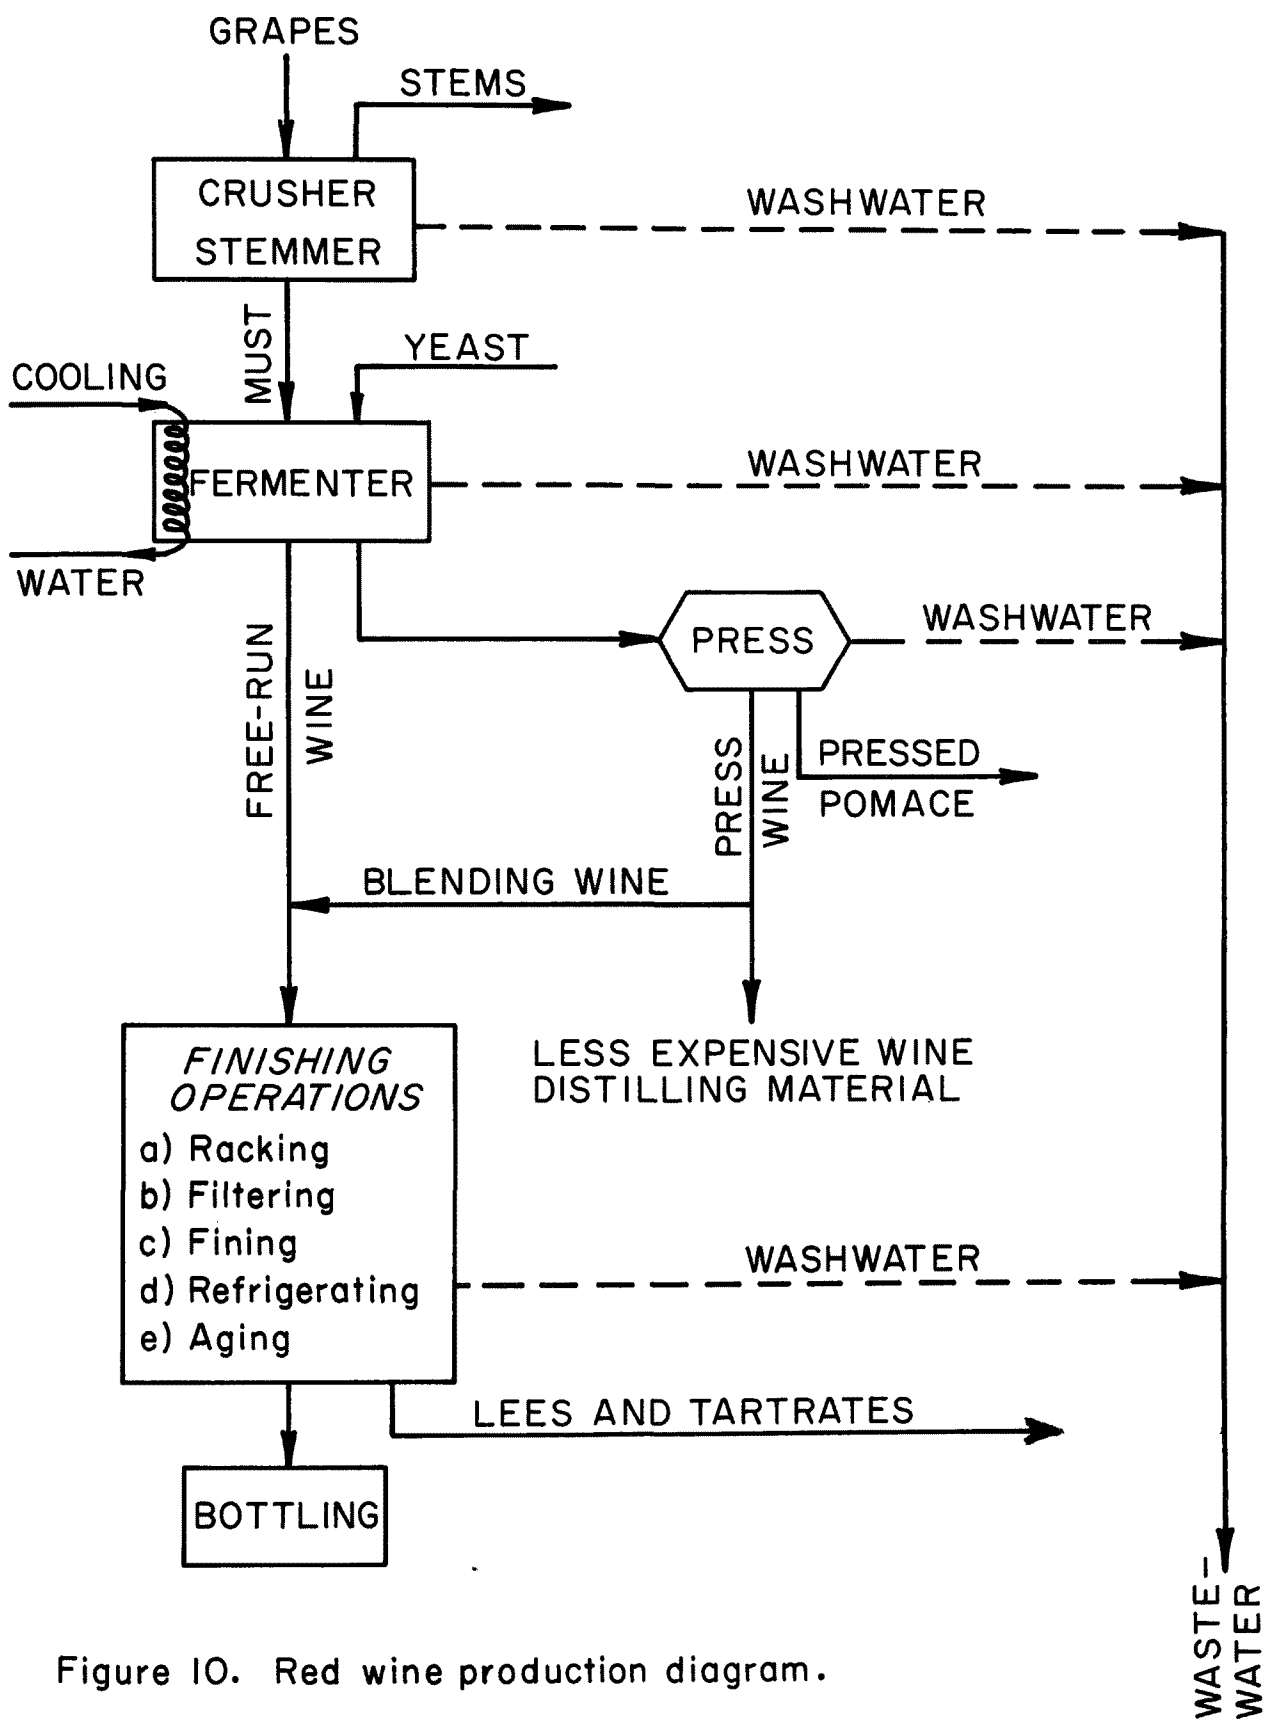 GRAPES
STEMS
CRUSHER
STEMMER
WASHWATER
MUST
YEAST
COOLING
FERMENTER
WASHWATER
WATER
FREE-RUN
WINE
PRESS
WASHWATER
PRESS
WINE
PRESSED
POMACE
BLENDING WINE
FINISHING
OPERATIONS
a) Racking
b) Filtering
c) Fining
d) Refrigerating
e) Aging
LESS EXPENSIVE WINE
DISTILLING MATERIAL
WASHWATER
LEES AND TARTRATES
BOTTLING
WASTE-
WATER
Figure 10. Red wine production diagram.